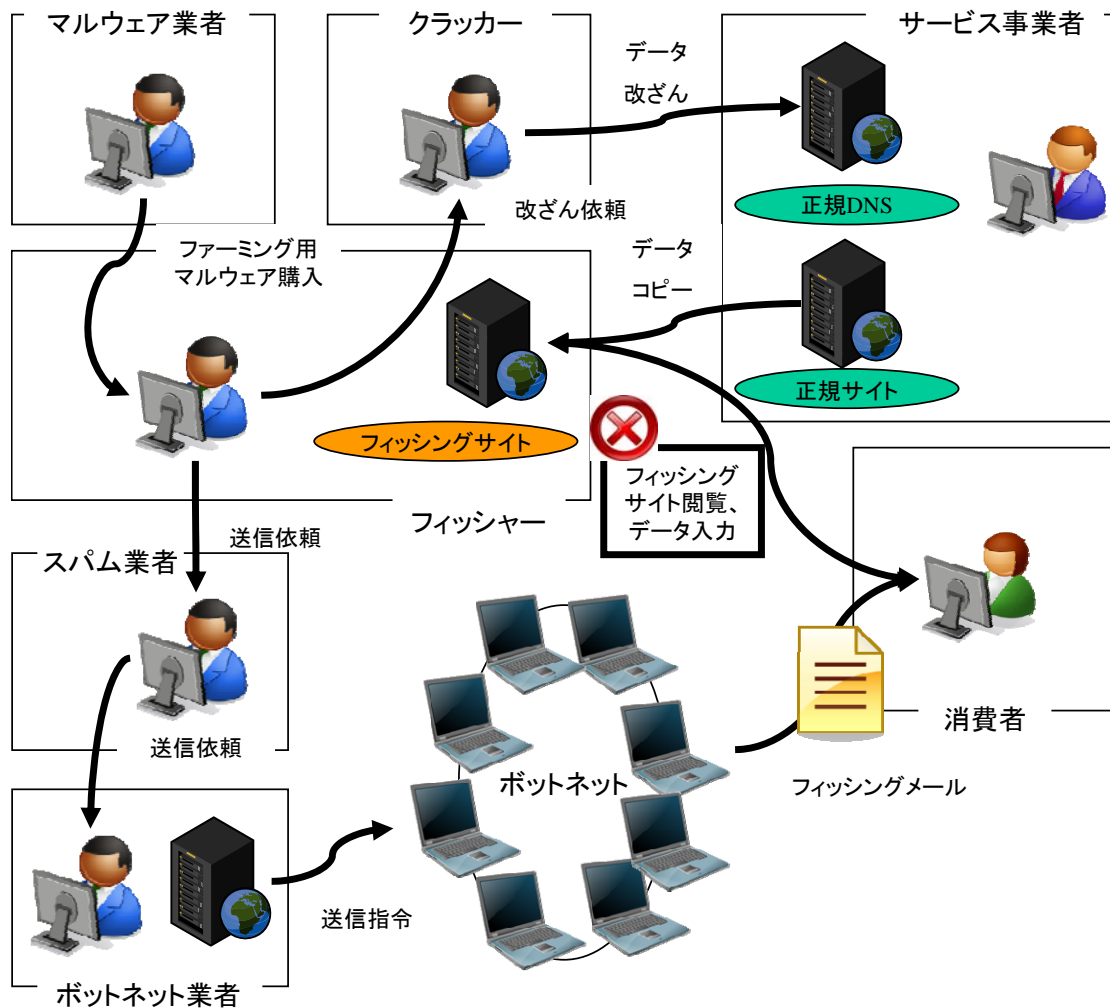 マルウェア業者
クラッカー
サービス事業者
データ
改ざん
正規DNS
改ざん依頼
ファーミング用
マルウェア購入
データ
コピー
正規サイト
フィッシングサイト
フィッシング
サイト閲覧、
データ入力
フィッシャー
送信依頼
スパム業者
消費者
送信依頼
ボットネット
フィッシングメール
送信指令
ボットネット業者